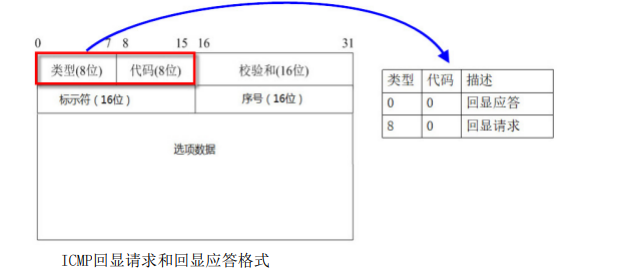 0 7 8 15 16 31
类型(8位) 代码(8位) 校验和(16位)
标示符（16位） 序号（16位）
选项数据
类型 代码 描述
0 0 回显应答
8 0 回显请求
ICMP回显请求和回显应答格式